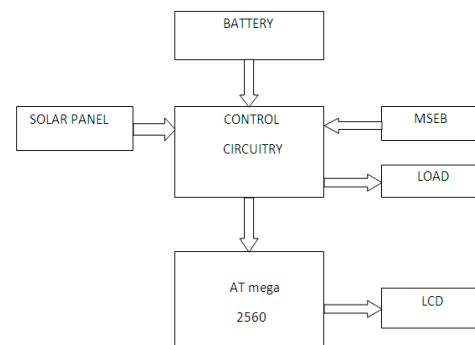 BATTERY
SOLAR PANEL
CONTROL
CIRCUITRY
MSEB
LOAD
AT mega
2560
LCD